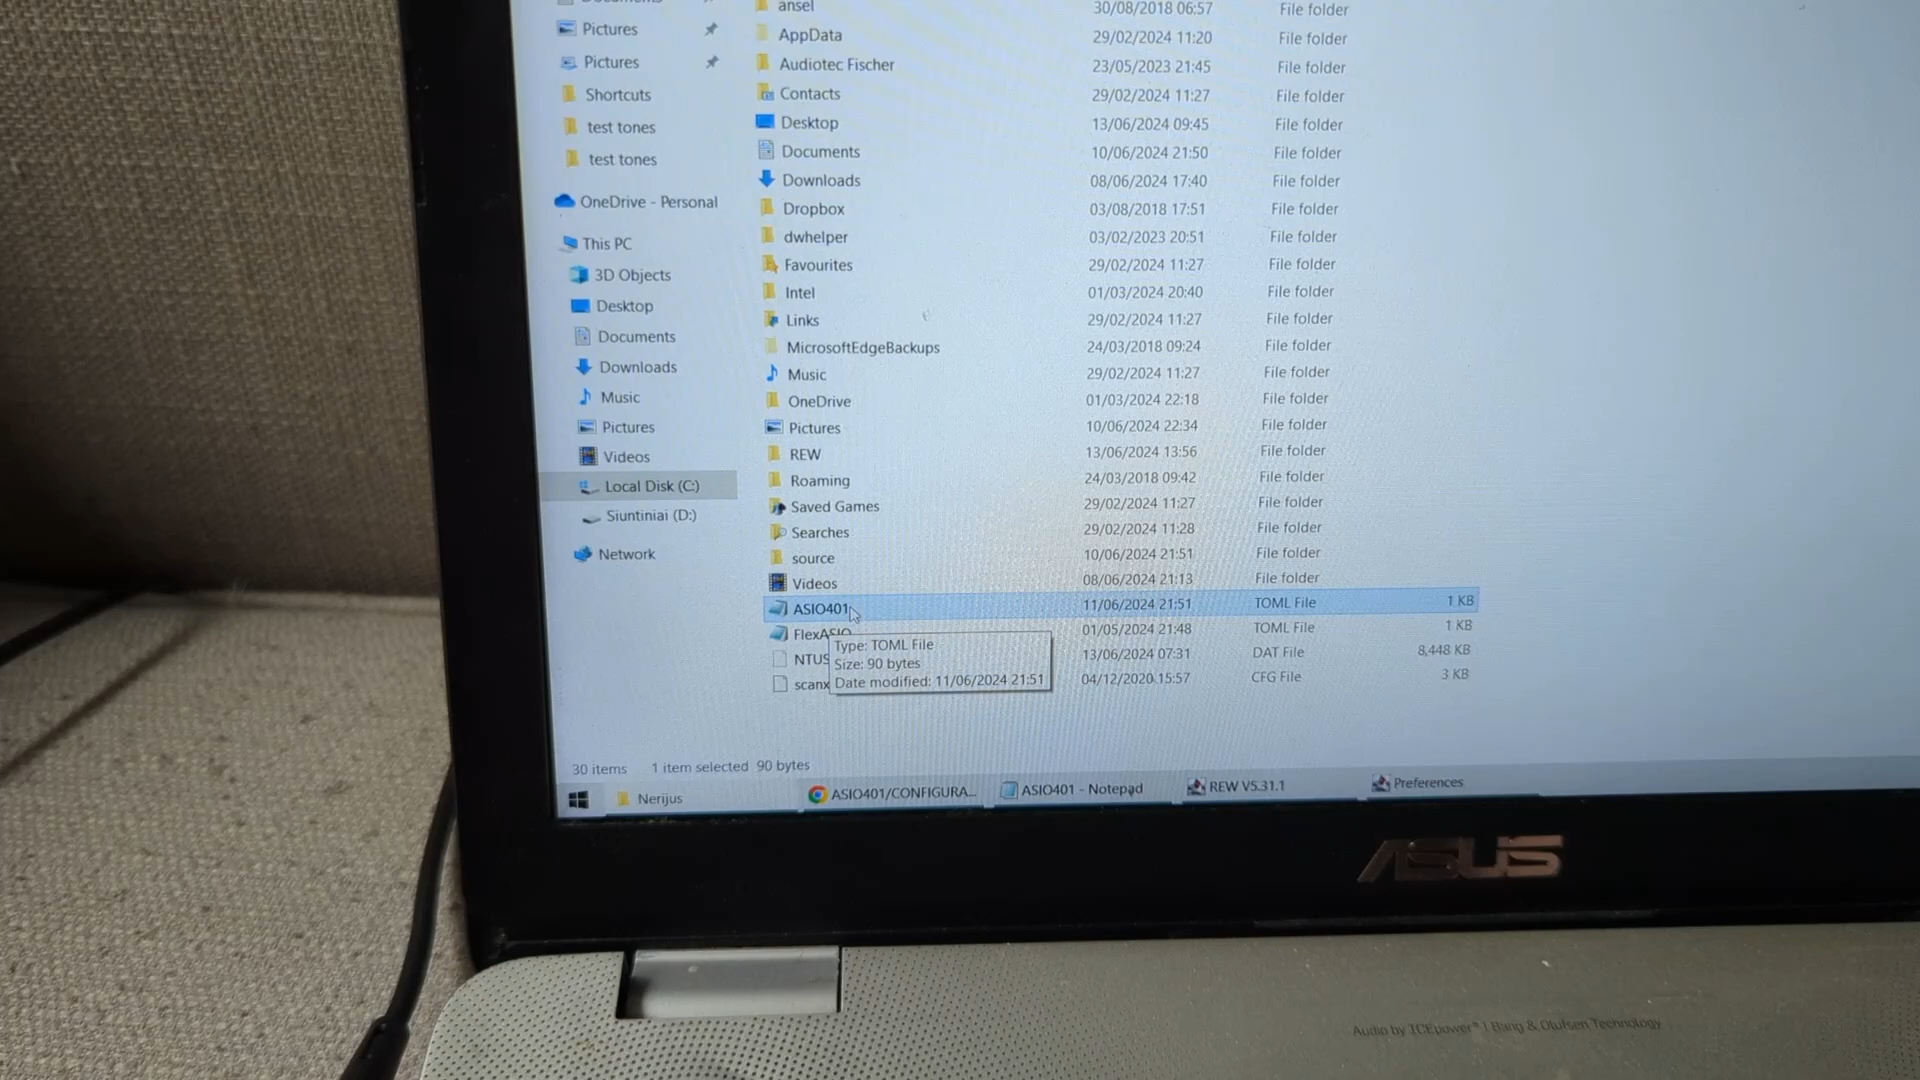 ansel 30/08/2018 06:57 File folder
Pictures AppData 29/02/2024 11:20 File folder
Pictures Audiotec Fischer 23/05/2023 21:45 File folder
Shortcuts Contacts 29/02/2024 11:27 File folder
test tones Desktop 13/06/2024 09:45 File folder
test tones Documents 10/06/2024 21:50 File folder
Downloads 08/06/2024 17:40 File folder
OneDrive - Personal Dropbox 03/08/2018 17:51 File folder
This PC dwhelper 03/02/2023 20:51 File folder
3D Objects Favourites 29/02/2024 11:27 File folder
Desktop Intel 01/03/2024 20:40 File folder
Documents Links 29/02/2024 11:27 File folder
Downloads MicrosoftEdgeBackups 24/03/2018 09:24 File folder
Music Music 29/02/2024 11:27 File folder
Pictures OneDrive 01/03/2024 22:18 File folder
Videos Pictures 10/06/2024 22:34 File folder
Local Disk (C:) REW 13/06/2024 13:56 File folder
Siuntiniai (D:) Roaming 24/03/2018 09:42 File folder
Network Saved Games 29/02/2024 11:27 File folder
Searches 29/02/2024 11:28 File folder
source 10/06/2024 21:51 File folder
Videos 08/06/2024 21:13 File folder
ASIO401 11/06/2024 21:51 TOML File 1 KB
FlexASIO 01/05/2024 21:48 TOML File 1 KB
NTUS 13/06/2024 07:31 DAT File 8,448 KB
scanx 04/12/2020 15:57 CFG File 3 KB
Type: TOML File
Size: 90 bytes
Date modified: 11/06/2024 21:51
30 items 1 item selected 90 bytes
Nerijus ASIO401/CONFIGURA... ASIO401 - Notepad REW V5.31.1 Preferences
ASUS
Audio by ICEpower® | Bang & Olufsen Technology